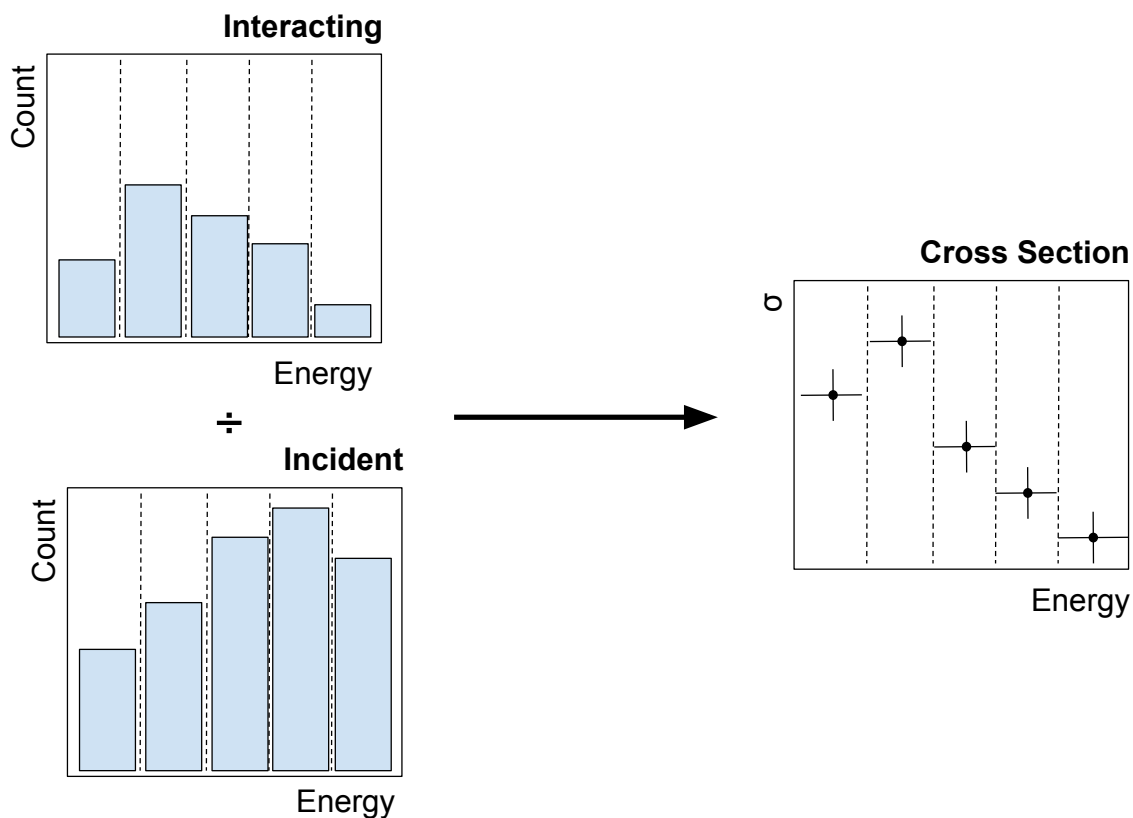 Interacting
Count
Energy
÷
Incident
Count
Energy
Cross Section
σ
Energy